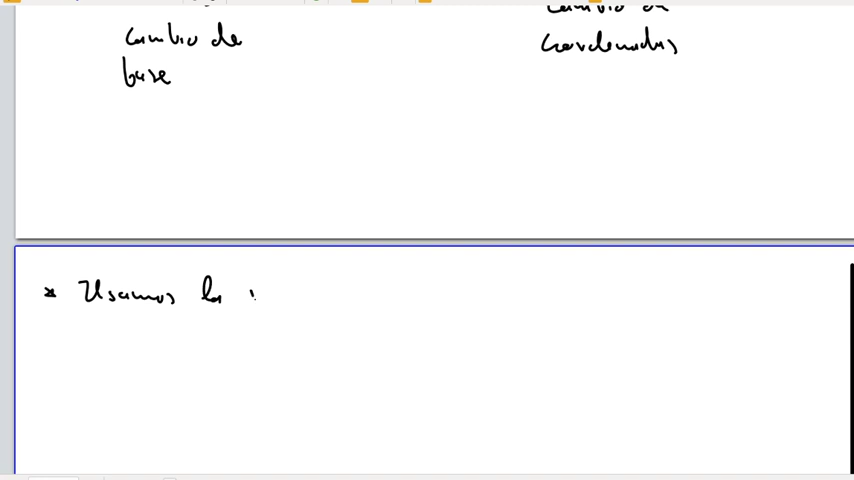 cambio de
cambio de
coordenadas
base
* Usamos la